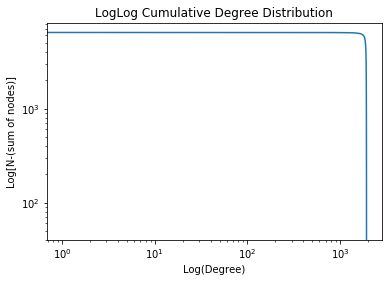 LogLog Cumulative Degree Distribution
Log[N-(sum of nodes)]
10³
10²
10⁰ 10¹ 10² 10³
Log(Degree)